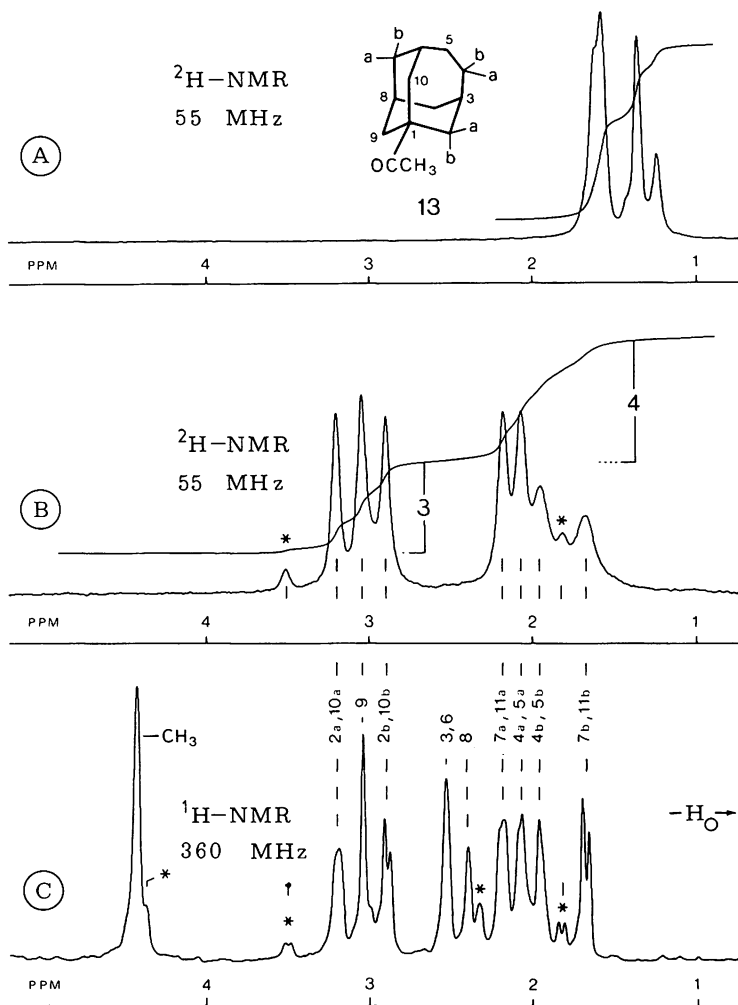 b
a
5
b
a
10
8
3
9
1
a
b
OCCH₃
13
²H–NMR
55 MHz
A
PPM 4 3 2 1
²H–NMR
55 MHz
B
*
3
4
*
PPM 4 3 2 1
–CH₃
*
*
2a,10a
9
2b,10b
3,6
8
*
7a,11a
4a,5a
4b,5b
*
7b,11b
–H₀→
¹H–NMR
360 MHz
C
PPM 4 3 2 1